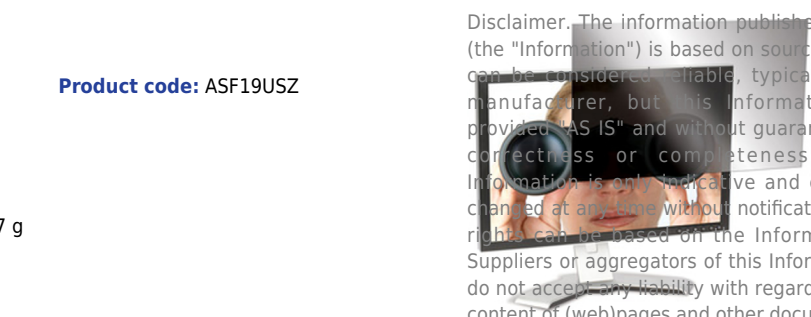 Product code: ASF19USZ
7 g
Disclaimer. The information publishe
(the "Information") is based on sourc
can be considered reliable, typica
manufacturer, but this Informat
provided "AS IS" and without guaran
correctness or completeness
Information is only indicative and
changed at any time without notificat
rights can be based on the Inform
Suppliers or aggregators of this Infor
do not accept any liability with regard
content of (web)pages and other docu